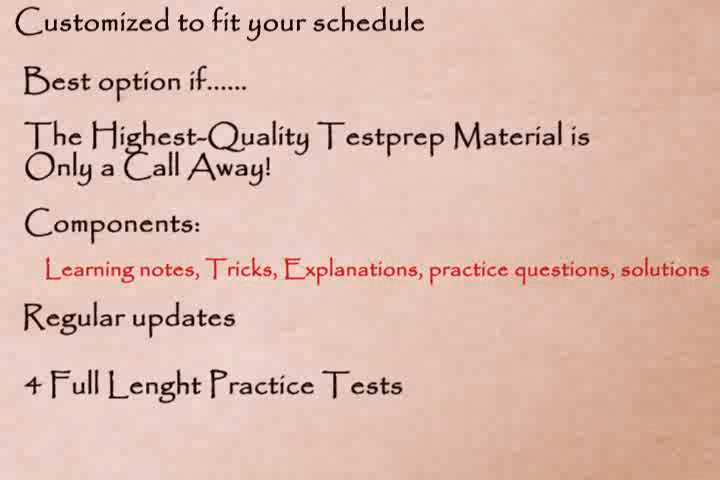 Customized to fit your schedule
Best option if......
The Highest-Quality Testprep Material is
Only a Call Away!
Components:
Learning notes, Tricks, Explanations, practice questions, solutions
Regular updates
4 Full Lenght Practice Tests